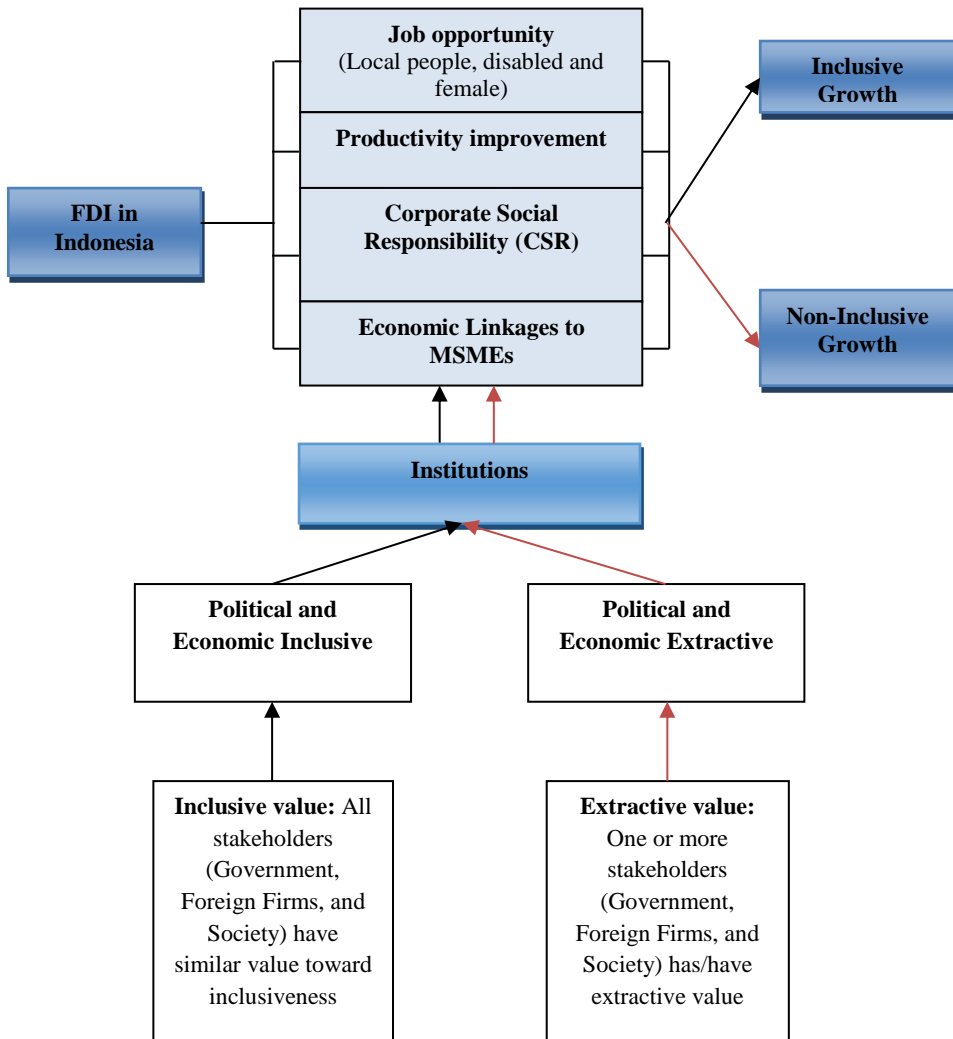 Job opportunity
(Local people, disabled and
female)
Productivity improvement
Corporate Social
Responsibility (CSR)
Economic Linkages to
MSMEs
FDI in
Indonesia
Inclusive
Growth
Non-Inclusive
Growth
Institutions
Political and
Economic Inclusive
Political and
Economic Extractive
Inclusive value: All
stakeholders
(Government,
Foreign Firms, and
Society) have
similar value toward
inclusiveness
Extractive value:
One or more
stakeholders
(Government,
Foreign Firms, and
Society) has/have
extractive value